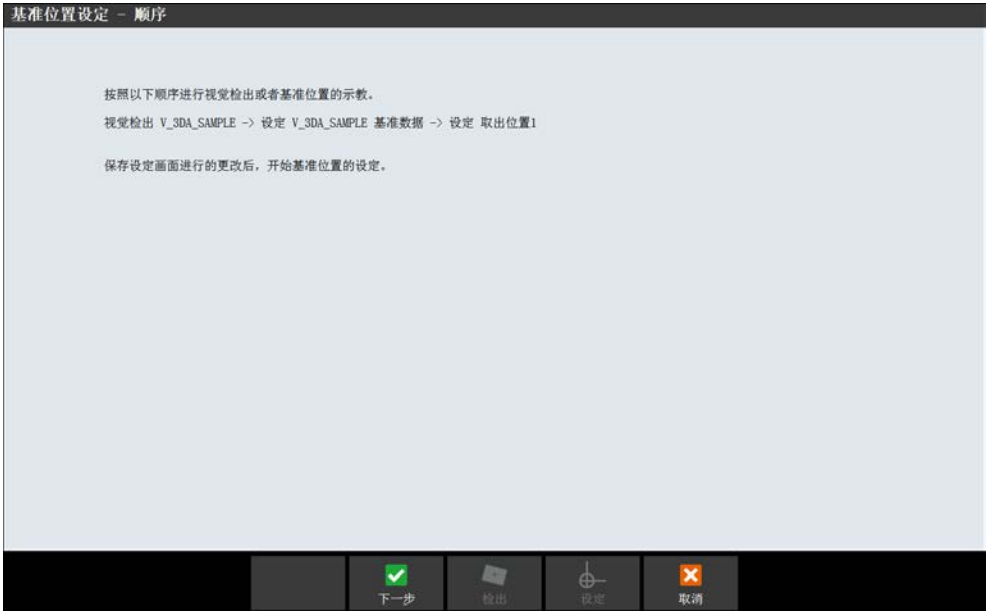 基准位置设定 - 顺序
按照以下顺序进行视觉检出或者基准位置的示教。
视觉检出 V_3DA_SAMPLE -> 设定 V_3DA_SAMPLE 基准数据 -> 设定 取出位置1
保存设定画面进行的更改后，开始基准位置的设定。
下一步
检出
设定
取消